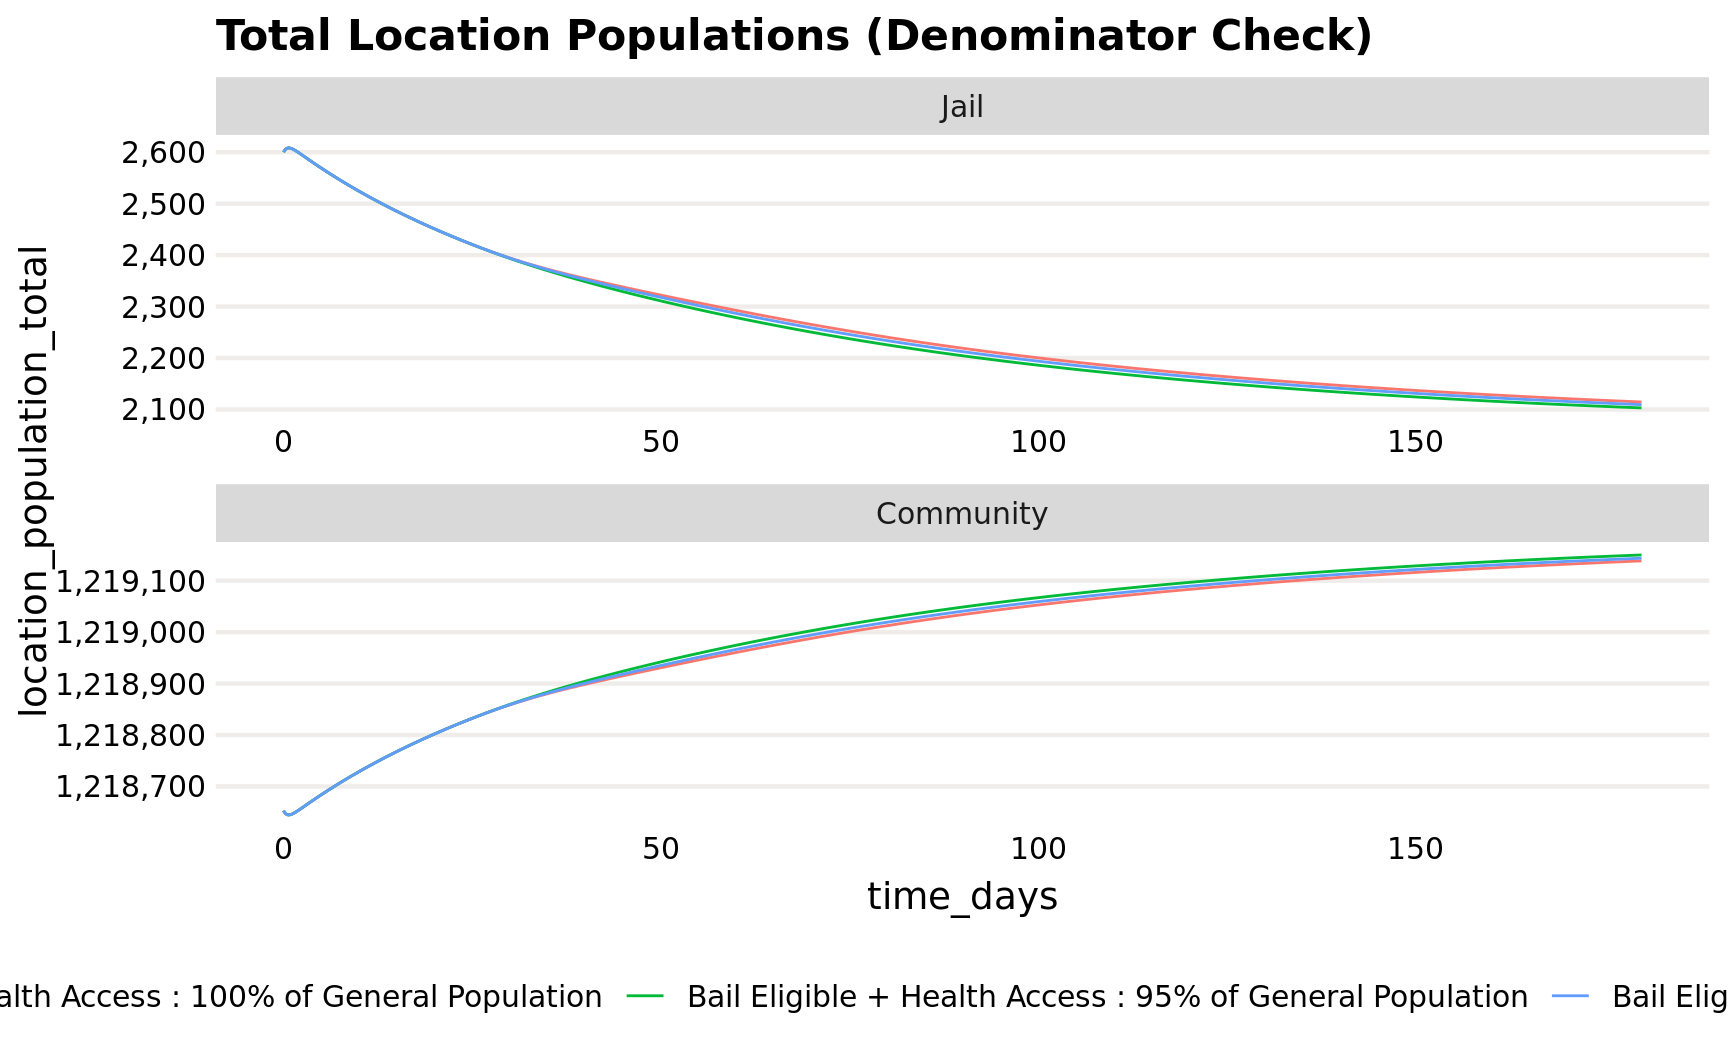 Total Location Populations (Denominator Check)
Jail
2,600
2,500
2,400
2,300
2,200
2,100
0 50 100 150
location_population_total
Community
1,219,100
1,219,000
1,218,900
1,218,800
1,218,700
0 50 100 150
time_days
Access : 100% of General Population Bail Eligible + Health Access : 95% of General Population Bail